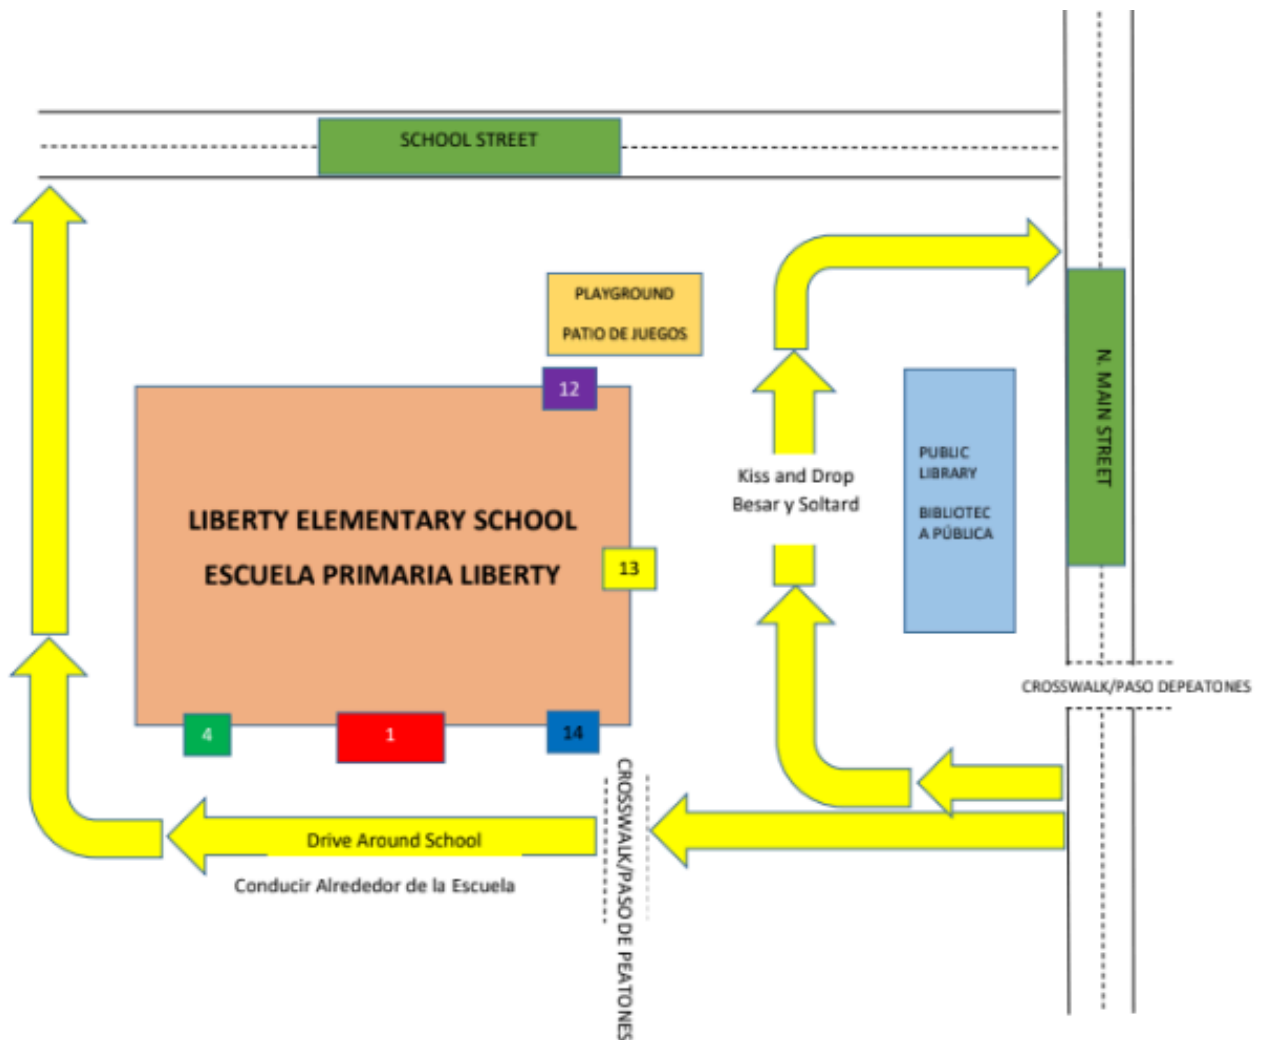 SCHOOL STREET
PLAYGROUND
PATIO DE JUEGOS
12
N. MAIN STREET
Kiss and Drop
Besar y Soltard
PUBLIC
LIBRARY
BIBLIOTEC
A PÚBLICA
LIBERTY ELEMENTARY SCHOOL
ESCUELA PRIMARIA LIBERTY
13
CROSSWALK/PASO DEPEATONES
4
1
14
CROSSWALK/PASO DE PEATONES
Drive Around School
Conducir Alrededor de la Escuela